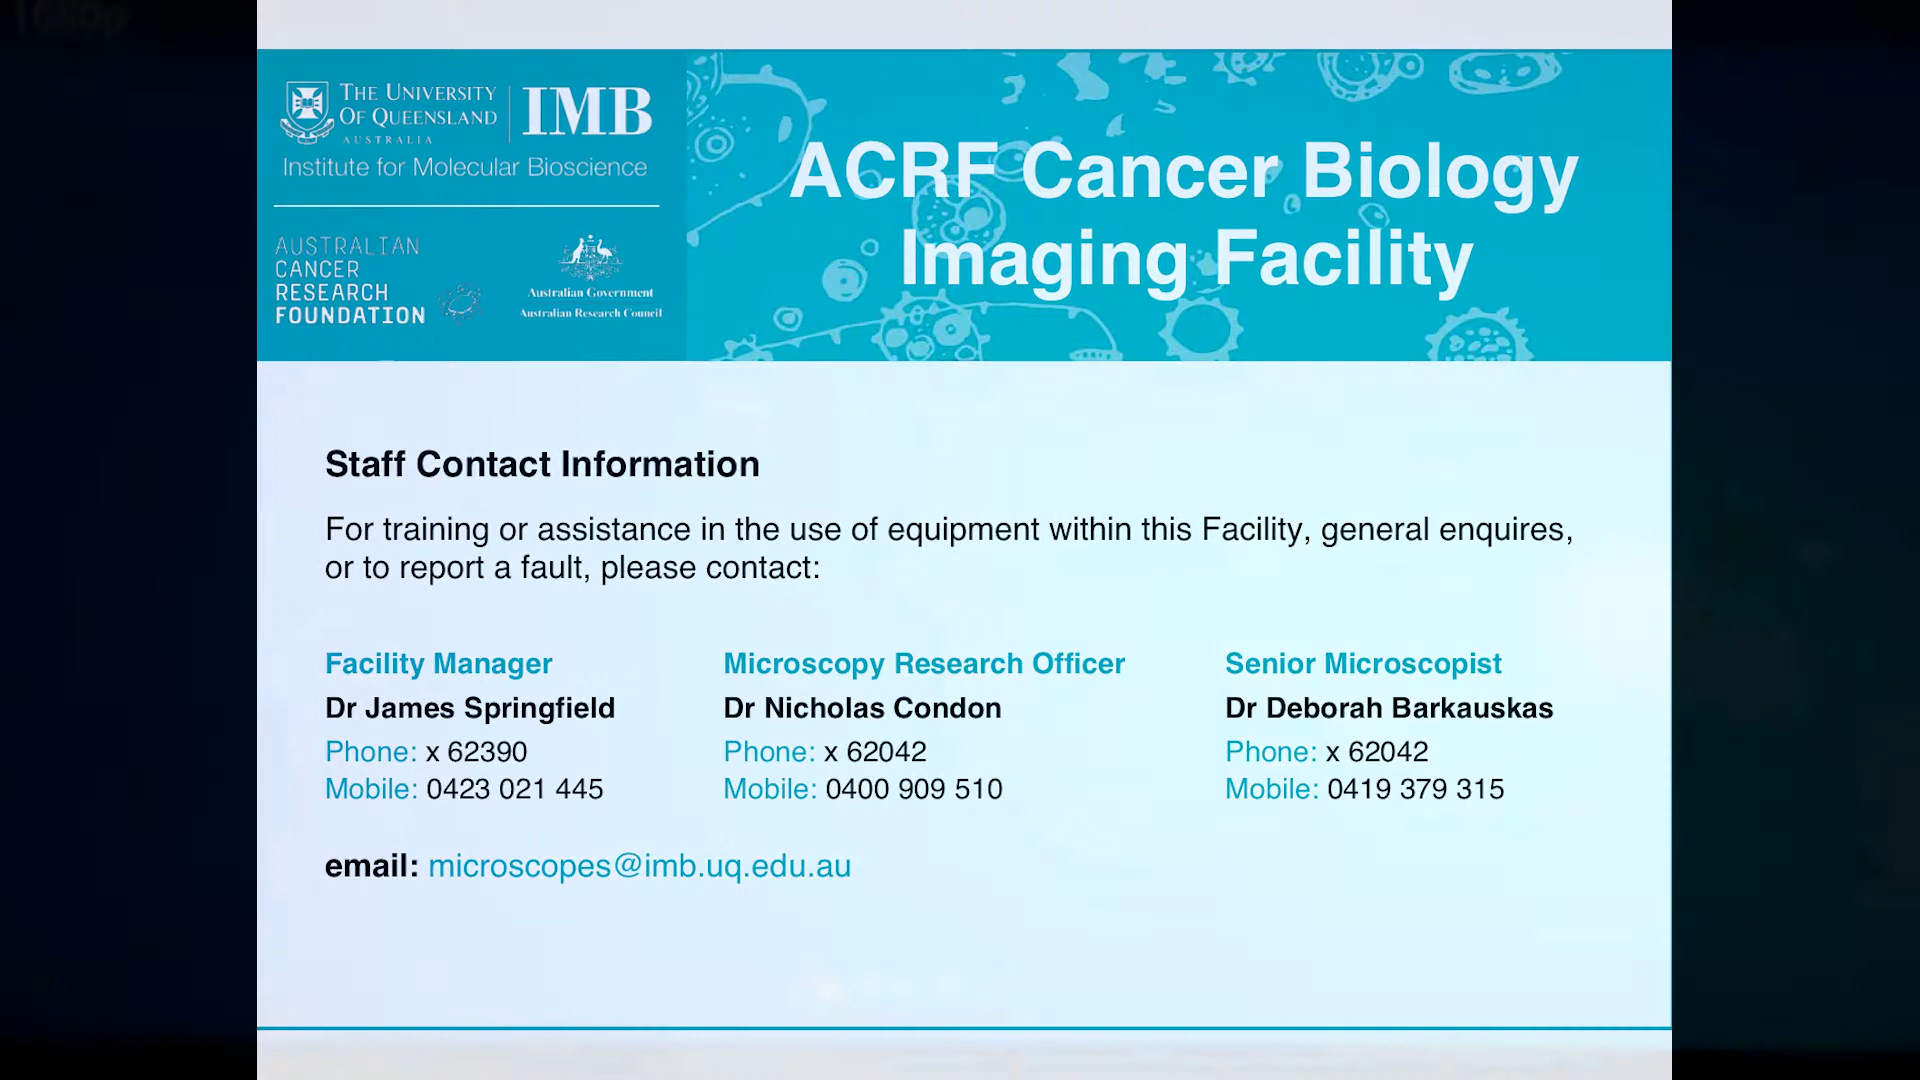 THE UNIVERSITY
OF QUEENSLAND
AUSTRALIA
IMB
Institute for Molecular Bioscience
AUSTRALIAN
CANCER
RESEARCH
FOUNDATION
Australian Government
Australian Research Council
ACRF Cancer Biology
Imaging Facility
Staff Contact Information
For training or assistance in the use of equipment within this Facility, general enquires,
or to report a fault, please contact:
Facility Manager
Dr James Springfield
Phone: x 62390
Mobile: 0423 021 445
Microscopy Research Officer
Dr Nicholas Condon
Phone: x 62042
Mobile: 0400 909 510
Senior Microscopist
Dr Deborah Barkauskas
Phone: x 62042
Mobile: 0419 379 315
email: microscopes@imb.uq.edu.au